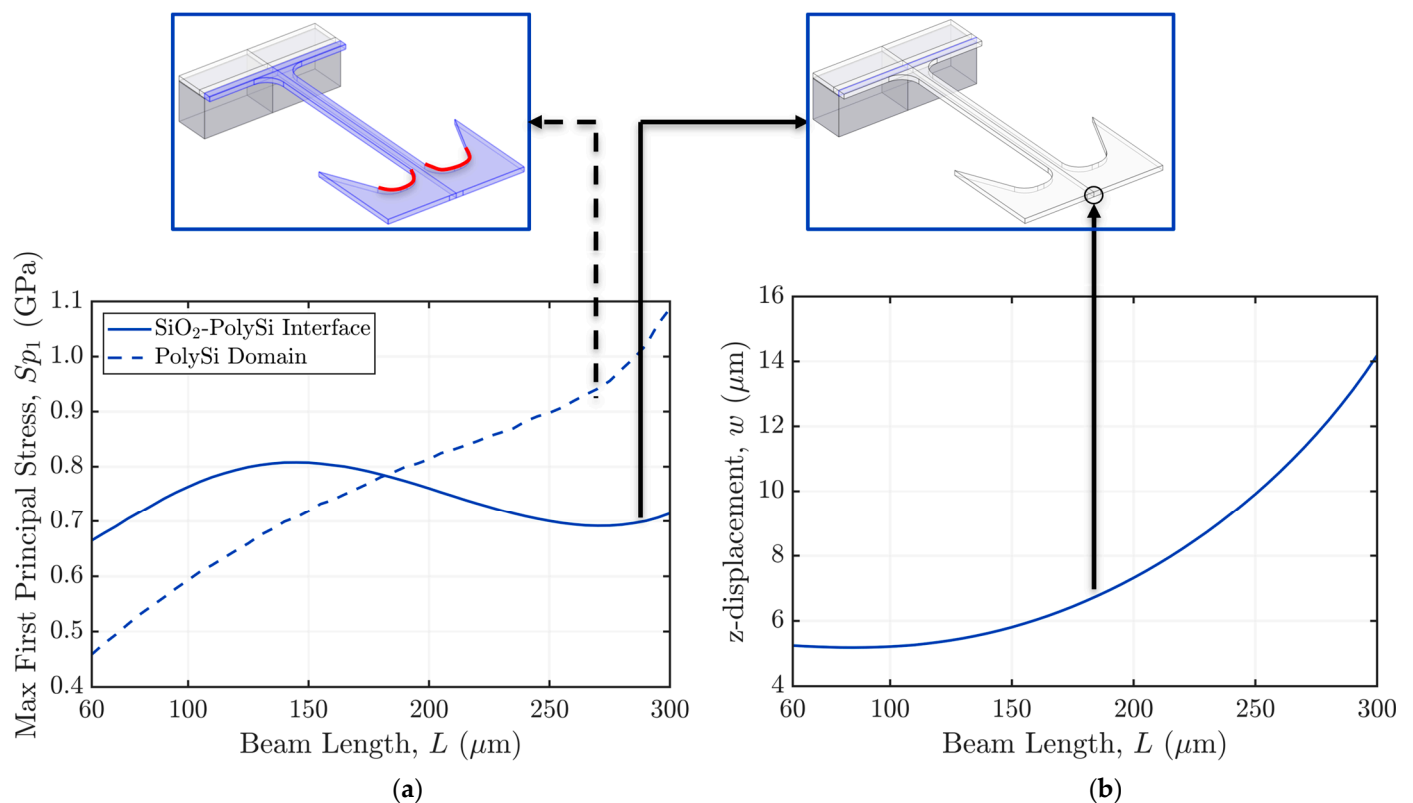 Max First Principal Stress, Sp₁ (GPa)
1.1
1.0
0.9
0.8
0.7
0.6
0.5
0.4
SiO₂-PolySi Interface
PolySi Domain
60 100 150 200 250 300
Beam Length, L (μm)
(a)
z-displacement, w (μm)
16
14
12
10
8
6
4
60 100 150 200 250 300
Beam Length, L (μm)
(b)